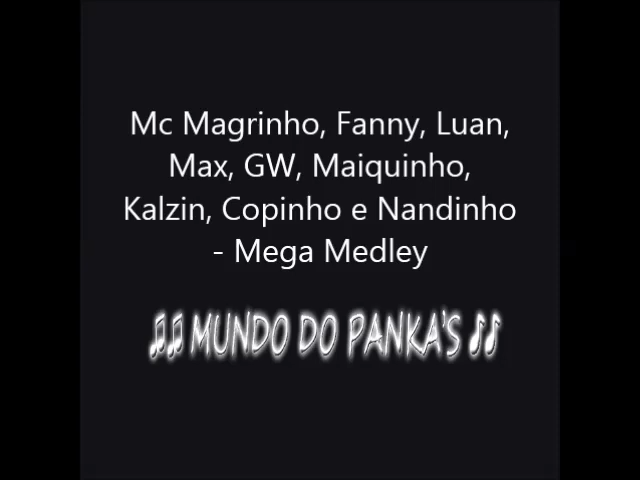 Mc Magrinho, Fanny, Luan,
Max, GW, Maiquinho,
Kalzin, Copinho e Nandinho
- Mega Medley
♫♫ MUNDO DO PANKA'S ♪♪